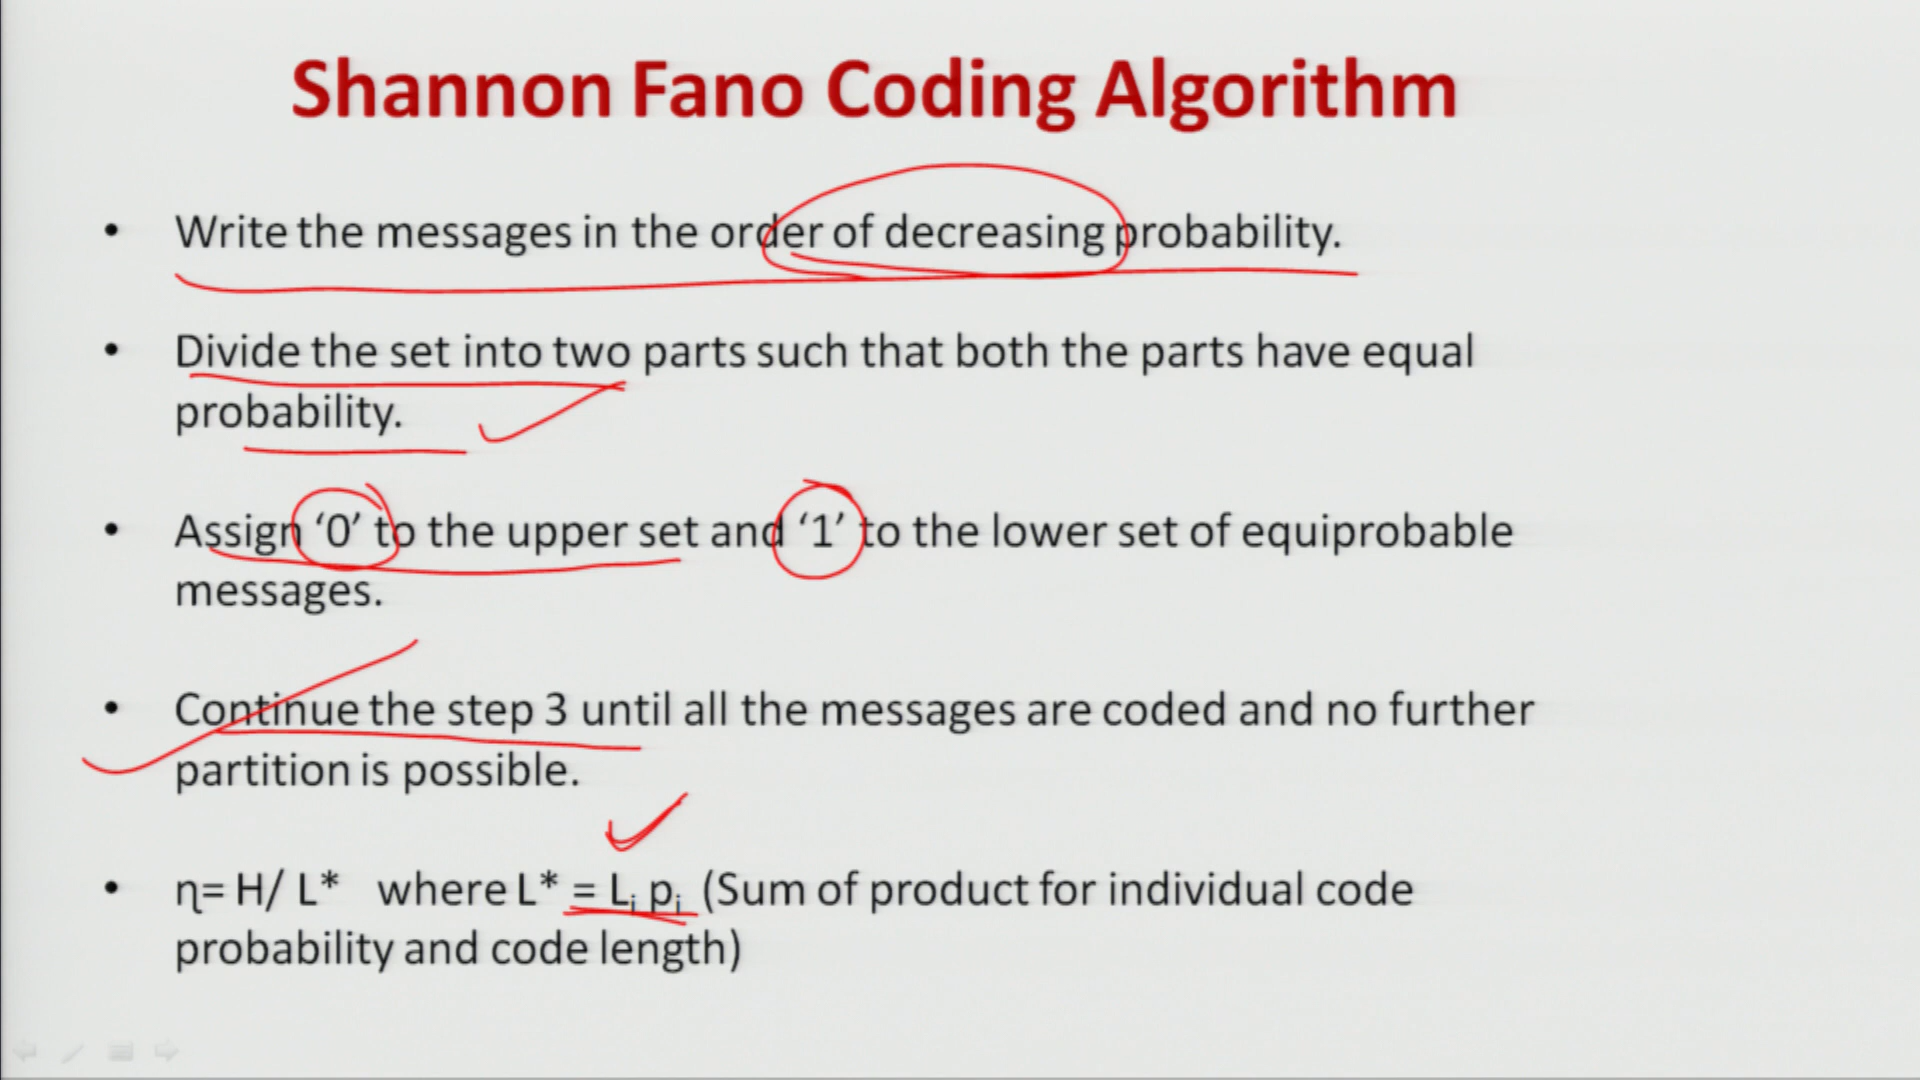 Shannon Fano Coding Algorithm
• Write the messages in the order of decreasing probability.
• Divide the set into two parts such that both the parts have equal
probability.
• Assign ‘0’ to the upper set and ‘1’ to the lower set of equiprobable
messages.
• Continue the step 3 until all the messages are coded and no further
partition is possible.
• η= H/ L* where L* = Lᵢ pᵢ (Sum of product for individual code
probability and code length)